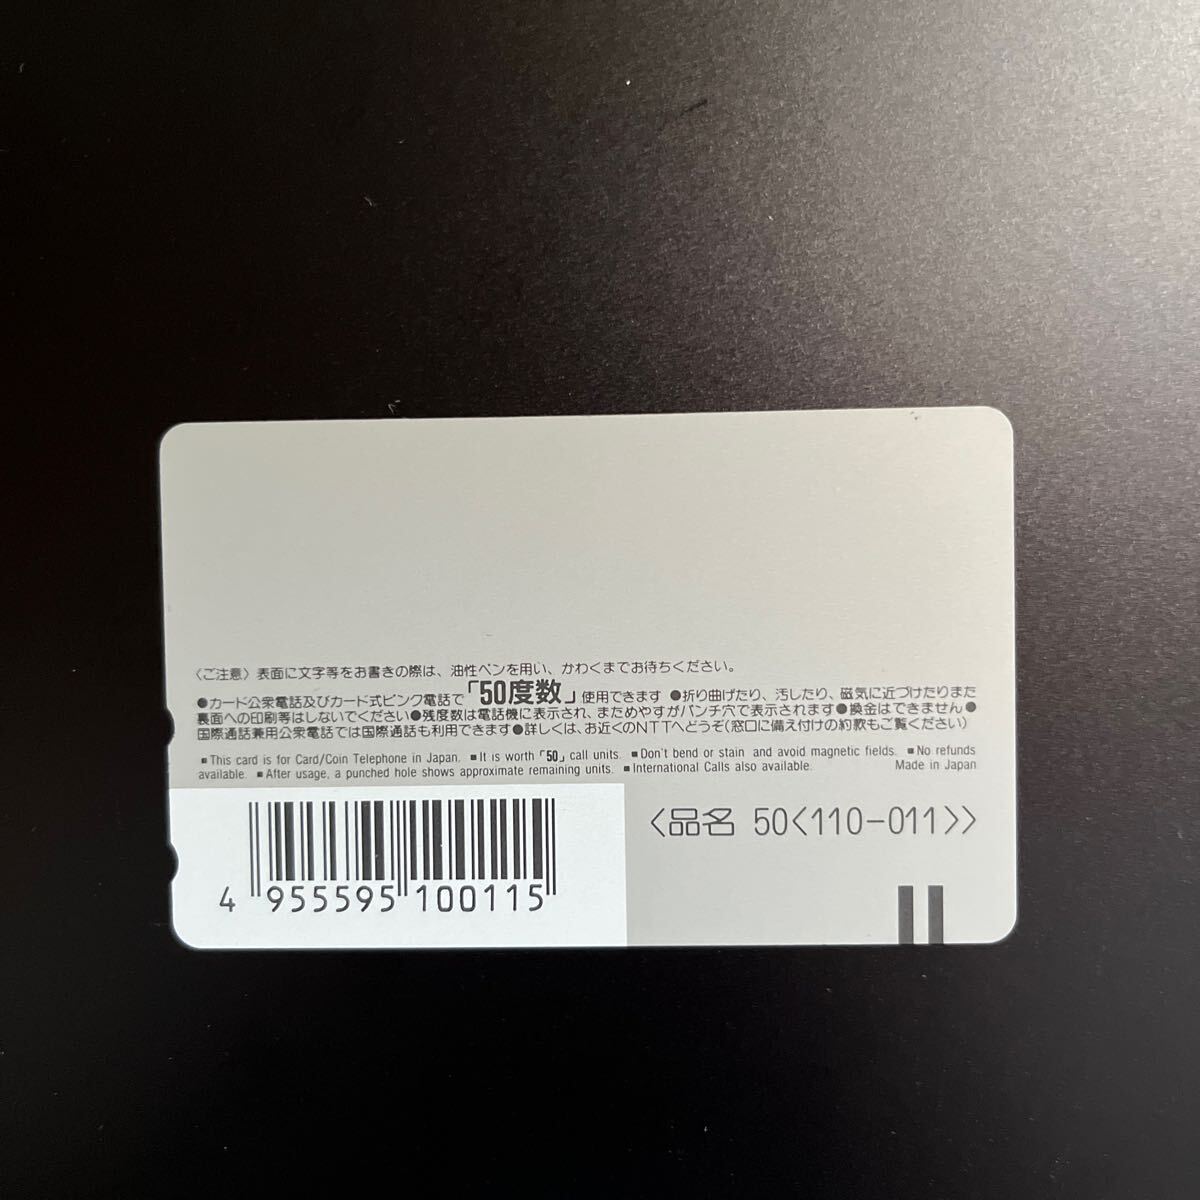 〈ご注意〉表面に文字等をお書きの際は、油性ペンを用い、かわくまでお待ちください。
●カード公衆電話及びカード式ピンク電話で「50度数」使用できます ●折り曲げたり、汚したり、磁気に近づけたりまた
裏面への印刷等はしないでください●残度数は電話機に表示され、まためやすがパンチ穴で表示されます●換金はできません●
国際通話兼用公衆電話では国際通話も利用できます●詳しくは、お近くのNTTへどうぞ(窓口に備え付けの約款もご覧ください)
■This card is for Card/Coin Telephone in Japan. ■It is worth「50」call units. ■Don't bend or stain and avoid magnetic fields. ■No refunds
available. ■After usage, a punched hole shows approximate remaining units. ■International Calls also available. Made in Japan
〈品名 50〈110-011〉〉
4 955595 100115